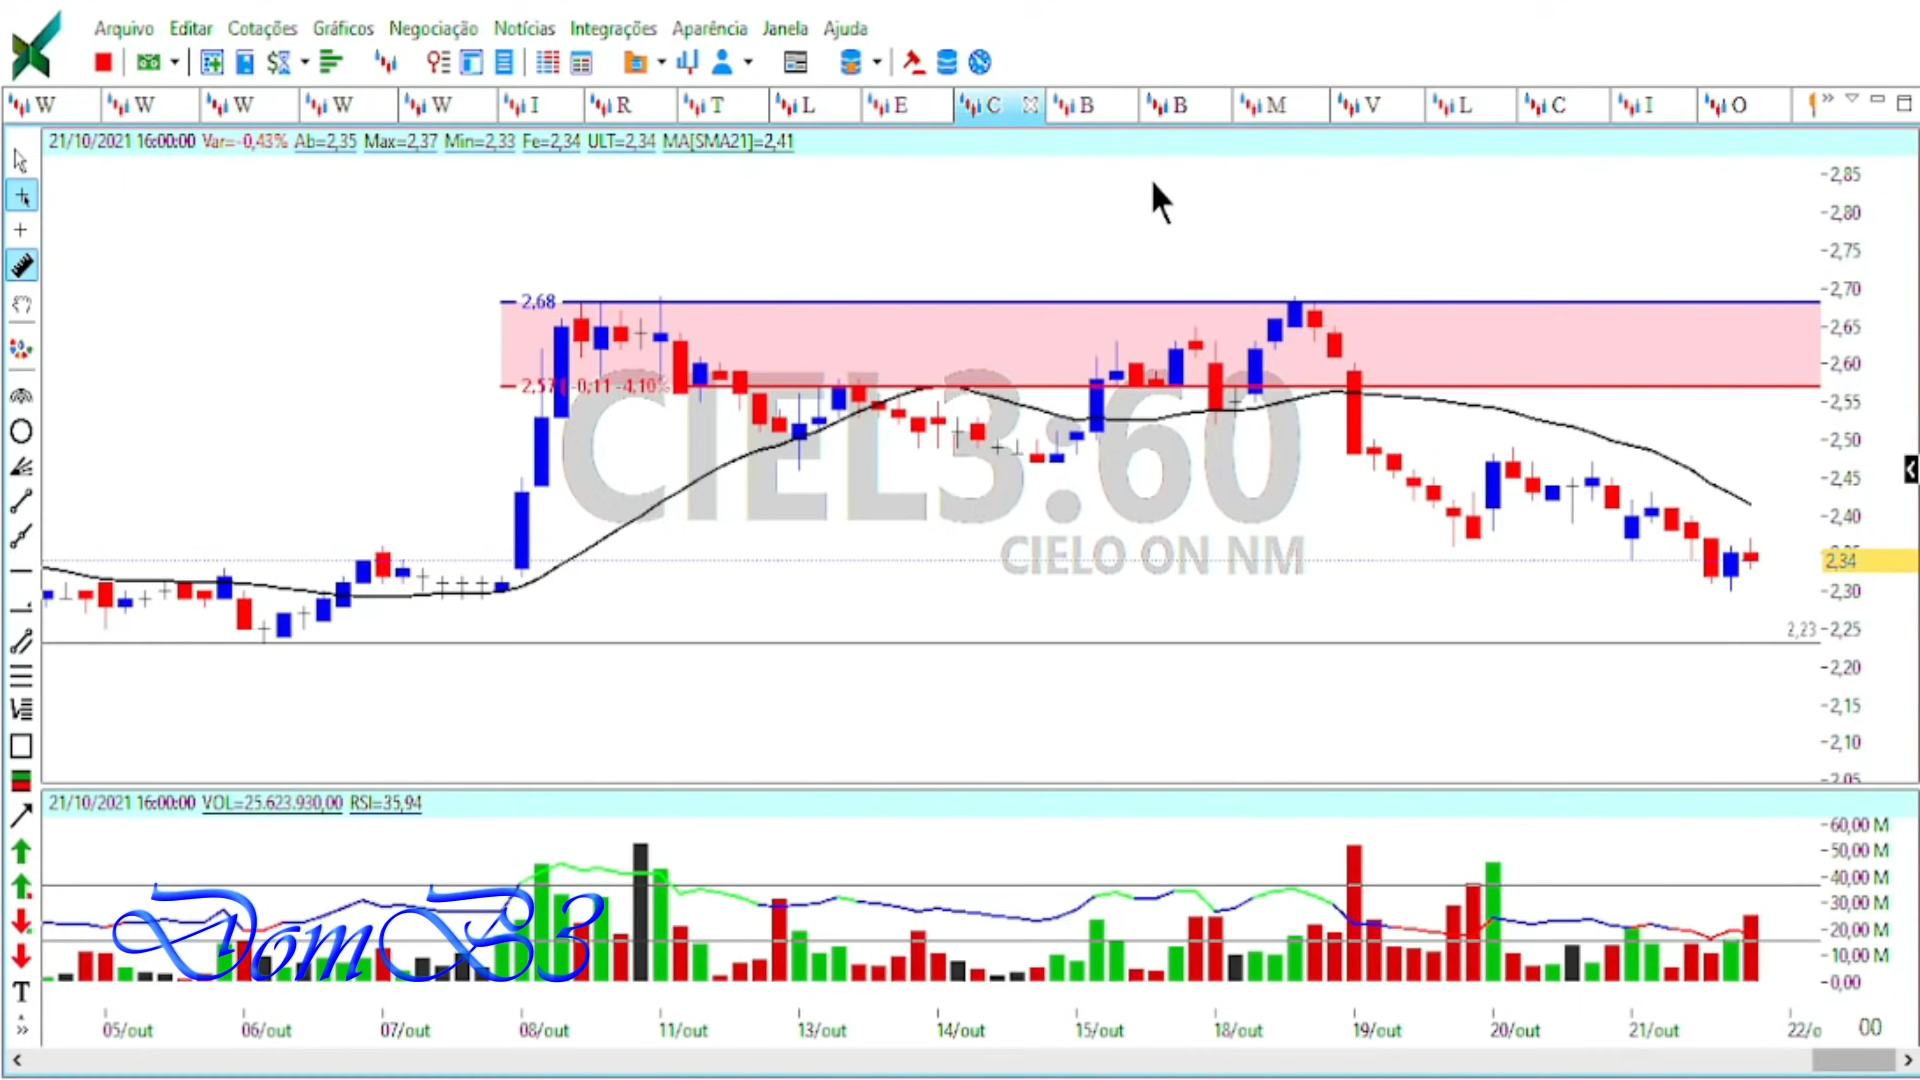 Arquivo Editar Cotações Gráficos Negociação Notícias Integrações Aparência Janela Ajuda
W W W W W I R T L E C B B M V L C I O
21/10/2021 16:00:00 Var=-0,43% Ab=2,35 Max=2,37 Min=2,33 Fe=2,34 ULT=2,34 MA[SMA21]=2,41
2,85
2,80
2,75
2,68
2,70
2,65
2,60
2,57 -0,11 -4,10%
2,55
CIEL3:60
2,50
2,45
2,40
CIELO ON NM
2,34
2,30
2,23
2,25
2,20
2,15
2,10
2,05
21/10/2021 16:00:00 VOL=25.623.930,00 RSI=35,94
60,00 M
50,00 M
40,00 M
30,00 M
DomB3
20,00 M
10,00 M
0,00
T
05/out 06/out 07/out 08/out 11/out 13/out 14/out 15/out 18/out 19/out 20/out 21/out 22/o 00